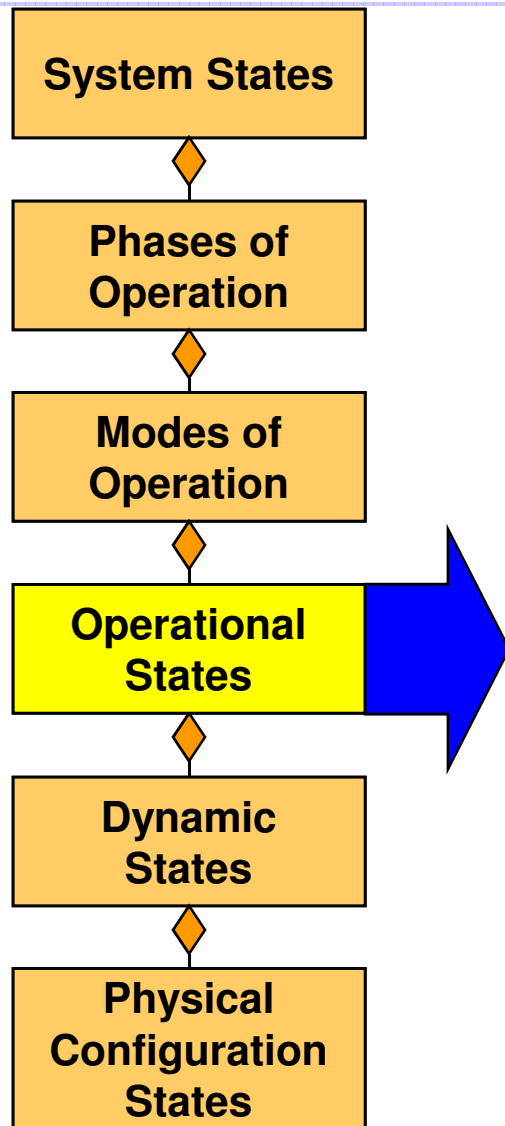 System States
Phases of
Operation
Modes of
Operation
Operational
States
Dynamic
States
Physical
Configuration
States